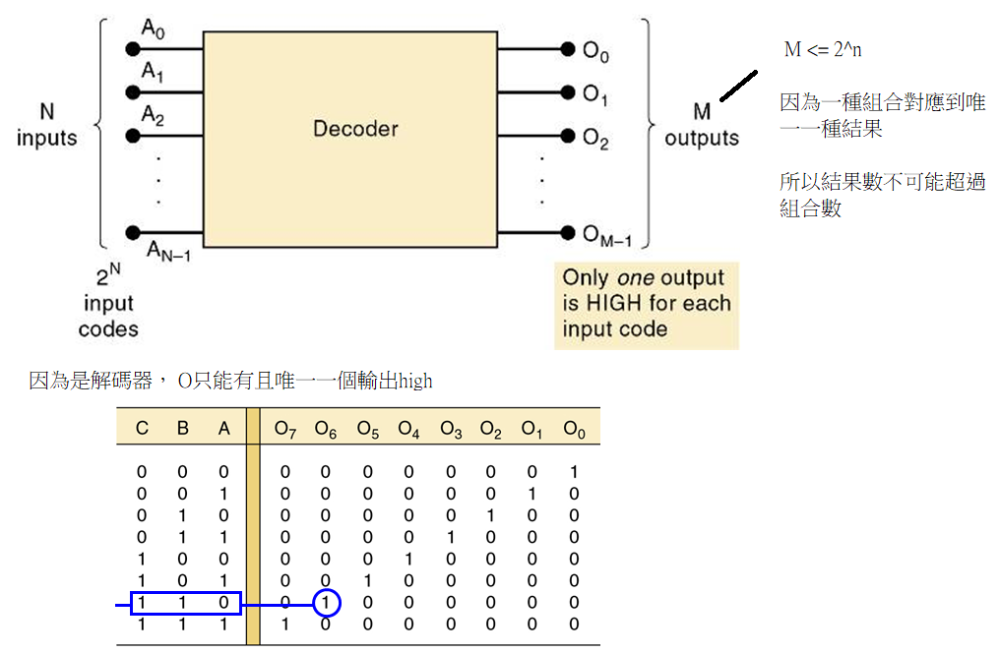 A0
A1
A2
AN–1
N
inputs
2^N
input
codes
Decoder
O0
O1
O2
OM–1
M
outputs
Only one output
is HIGH for each
input code
M <= 2^n
因為一種組合對應到唯
一一種結果
所以結果數不可能超過
組合數
因為是解碼器， O只能有且唯一一個輸出high
C B A O7 O6 O5 O4 O3 O2 O1 O0
0 0 0 0 0 0 0 0 0 0 1
0 0 1 0 0 0 0 0 0 1 0
0 1 0 0 0 0 0 0 1 0 0
0 1 1 0 0 0 0 1 0 0 0
1 0 0 0 0 0 1 0 0 0 0
1 0 1 0 0 1 0 0 0 0 0
1 1 0 0 1 0 0 0 0 0 0
1 1 1 1 0 0 0 0 0 0 0